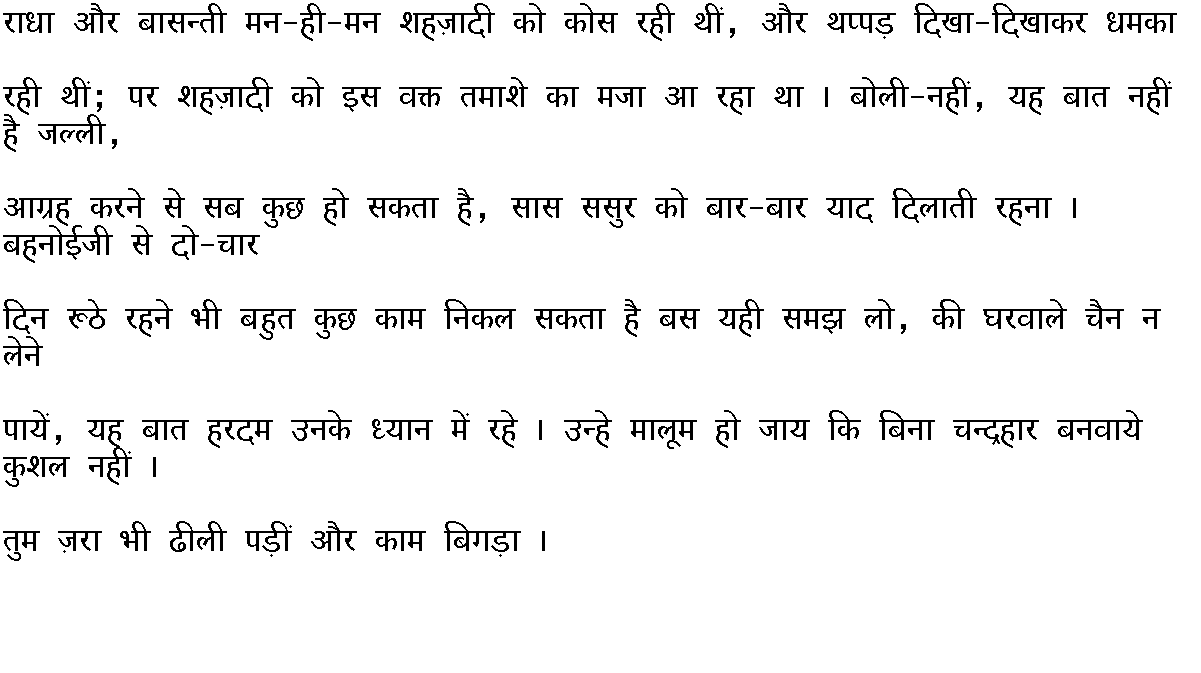 राधा और बासन्ती मन-ही-मन शहज़ादी को कोस रही थीं, और थप्पड़ दिखा-दिखाकर धमका
रही थीं; पर शहज़ादी को इस वक्त तमाशे का मजा आ रहा था । बोली-नहीं, यह बात नहीं
है जल्ली,
आग्रह करने से सब कुछ हो सकता है, सास ससुर को बार-बार याद दिलाती रहना ।
बहनोईजी से दो-चार
दिन रूठे रहने भी बहुत कुछ काम निकल सकता है बस यही समझ लो, की घरवाले चैन न
लेने
पायें, यह बात हरदम उनके ध्यान में रहे । उन्हे मालूम हो जाय कि बिना चन्द्रहार बनवाये
कुशल नहीं ।
तुम ज़रा भी ढीली पड़ीं और काम बिगड़ा ।